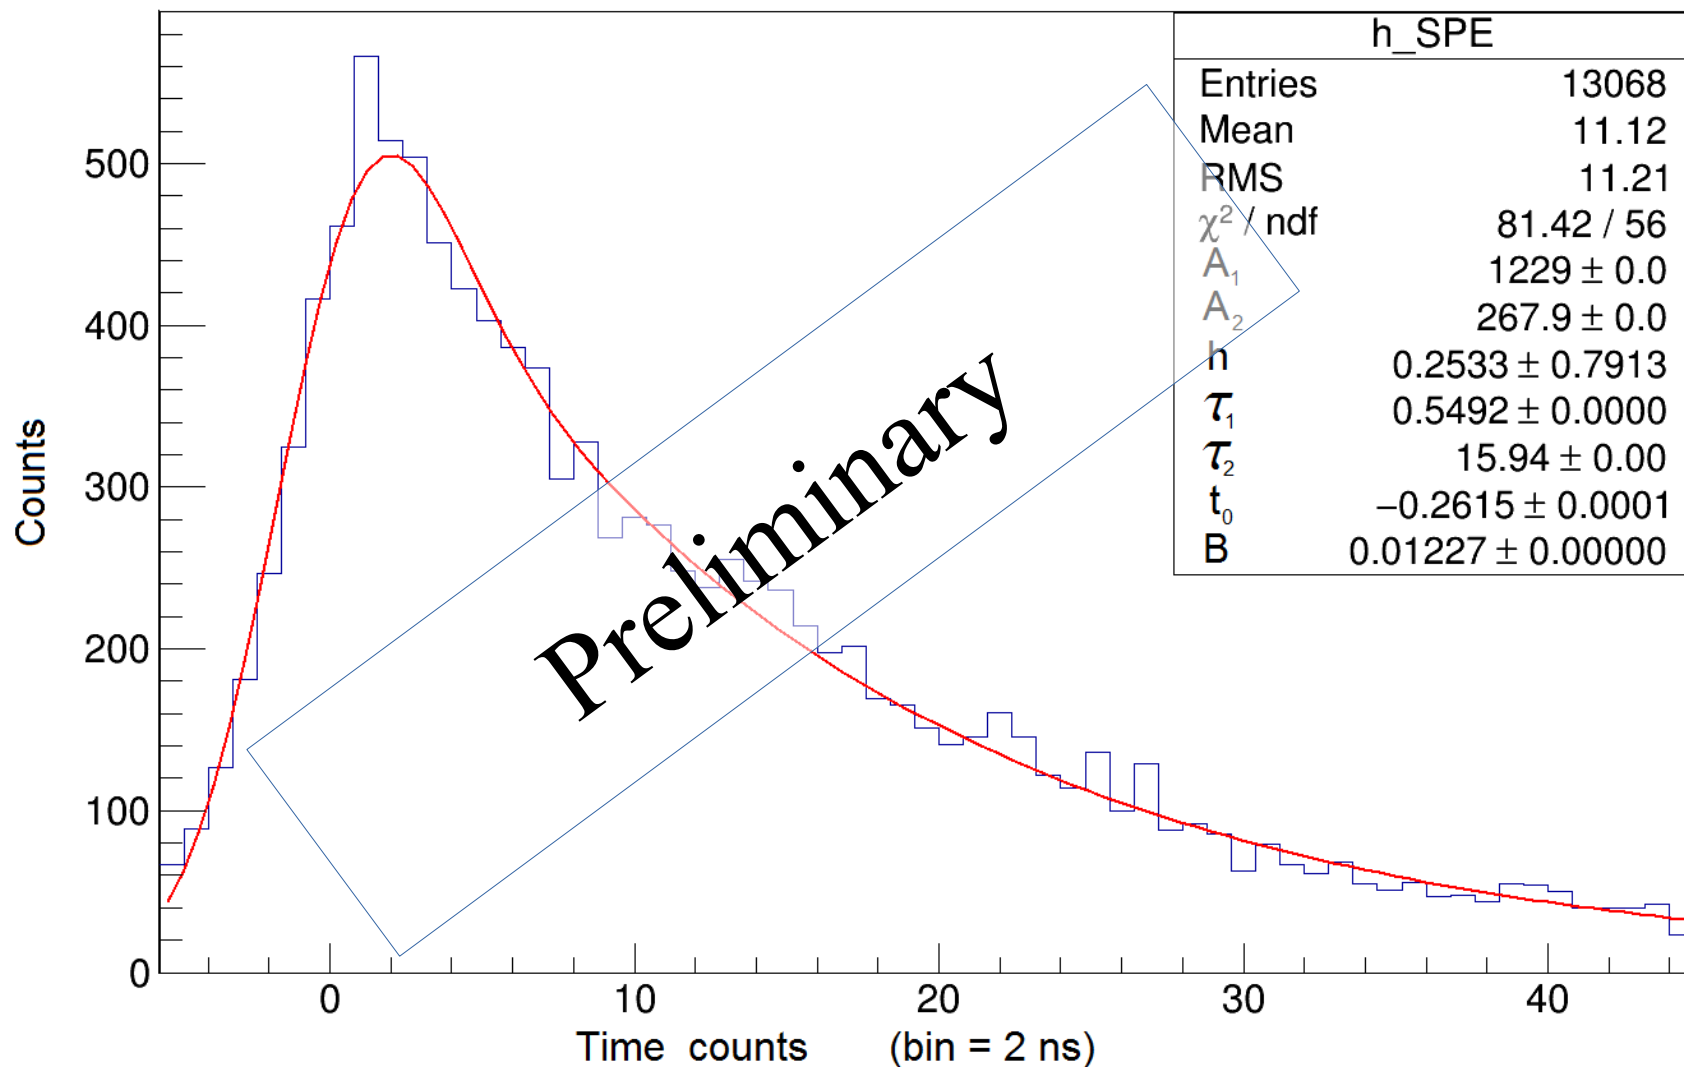 h_SPE
Entries 13068
Mean 11.12
RMS 11.21
χ² / ndf 81.42 / 56
A₁ 1229 ± 0.0
A₂ 267.9 ± 0.0
h 0.2533 ± 0.7913
τ₁ 0.5492 ± 0.0000
τ₂ 15.94 ± 0.00
t₀ −0.2615 ± 0.0001
B 0.01227 ± 0.00000
Preliminary
Counts
500
400
300
200
100
0
0 10 20 30 40
Time counts (bin = 2 ns)